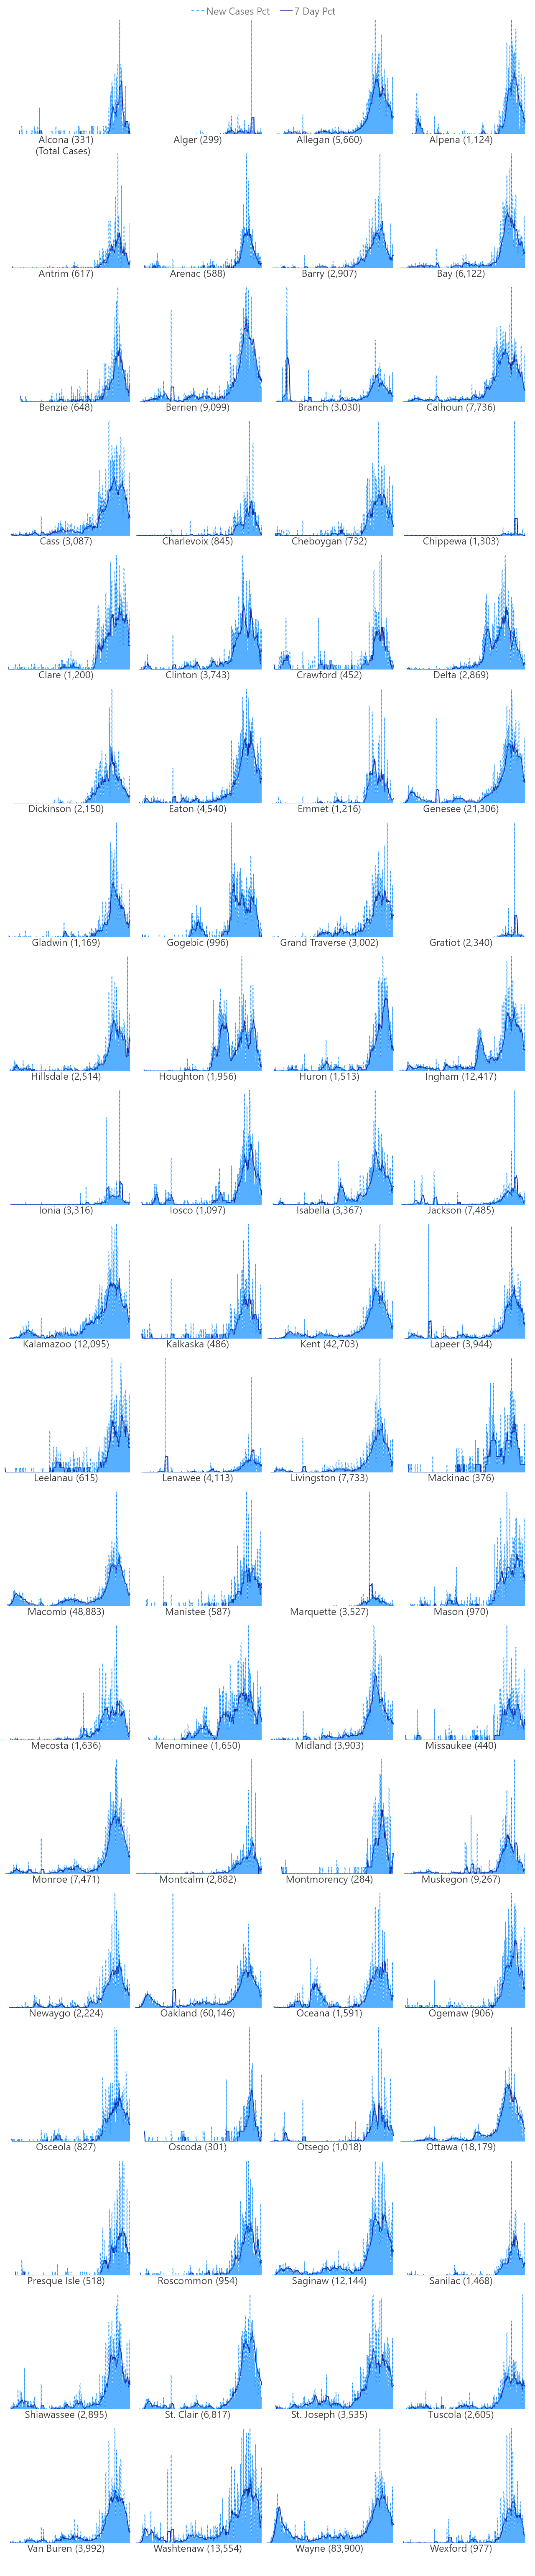 New Cases Pct 7 Day Pct
Alcona (331) Alger (299) Allegan (5,660) Alpena (1,124)
(Total Cases)
Antrim (617) Arenac (588) Barry (2,907) Bay (6,122)
Benzie (648) Berrien (9,099) Branch (3,030) Calhoun (7,736)
Cass (3,087) Charlevoix (845) Cheboygan (732) Chippewa (1,303)
Clare (1,200) Clinton (3,743) Crawford (452) Delta (2,869)
Dickinson (2,150) Eaton (4,540) Emmet (1,216) Genesee (21,306)
Gladwin (1,169) Gogebic (996) Grand Traverse (3,002) Gratiot (2,340)
Hillsdale (2,514) Houghton (1,956) Huron (1,513) Ingham (12,417)
Ionia (3,316) Iosco (1,097) Isabella (3,367) Jackson (7,485)
Kalamazoo (12,095) Kalkaska (486) Kent (42,703) Lapeer (3,944)
Leelanau (615) Lenawee (4,113) Livingston (7,733) Mackinac (376)
Macomb (48,883) Manistee (587) Marquette (3,527) Mason (970)
Mecosta (1,636) Menominee (1,650) Midland (3,903) Missaukee (440)
Monroe (7,471) Montcalm (2,882) Montmorency (284) Muskegon (9,267)
Newaygo (2,224) Oakland (60,146) Oceana (1,591) Ogemaw (906)
Osceola (827) Oscoda (301) Otsego (1,018) Ottawa (18,179)
Presque Isle (518) Roscommon (954) Saginaw (12,144) Sanilac (1,468)
Shiawassee (2,895) St. Clair (6,817) St. Joseph (3,535) Tuscola (2,605)
Van Buren (3,992) Washtenaw (13,554) Wayne (83,900) Wexford (977)